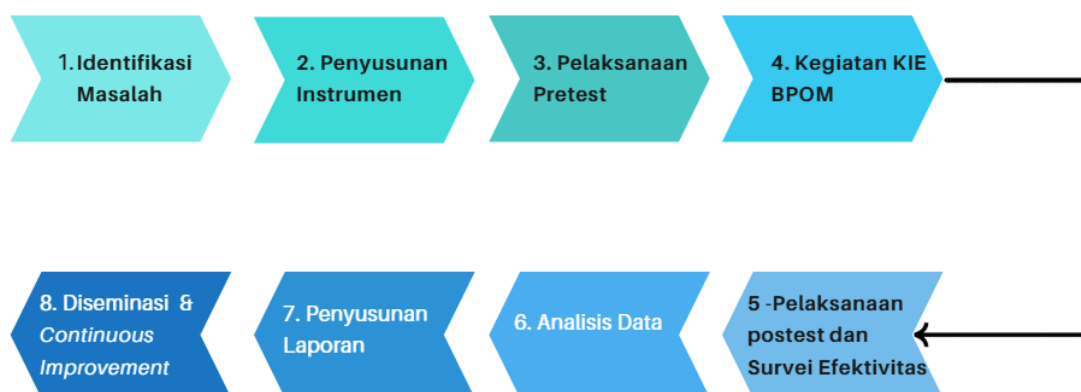 1. Identifikasi
Masalah
2. Penyusunan
Instrumen
3. Pelaksanaan
Pretest
4. Kegiatan KIE
BPOM
5 -Pelaksanaan
postest dan
Survei Efektivitas
6. Analisis Data
7. Penyusunan
Laporan
8. Diseminasi &
Continuous
Improvement